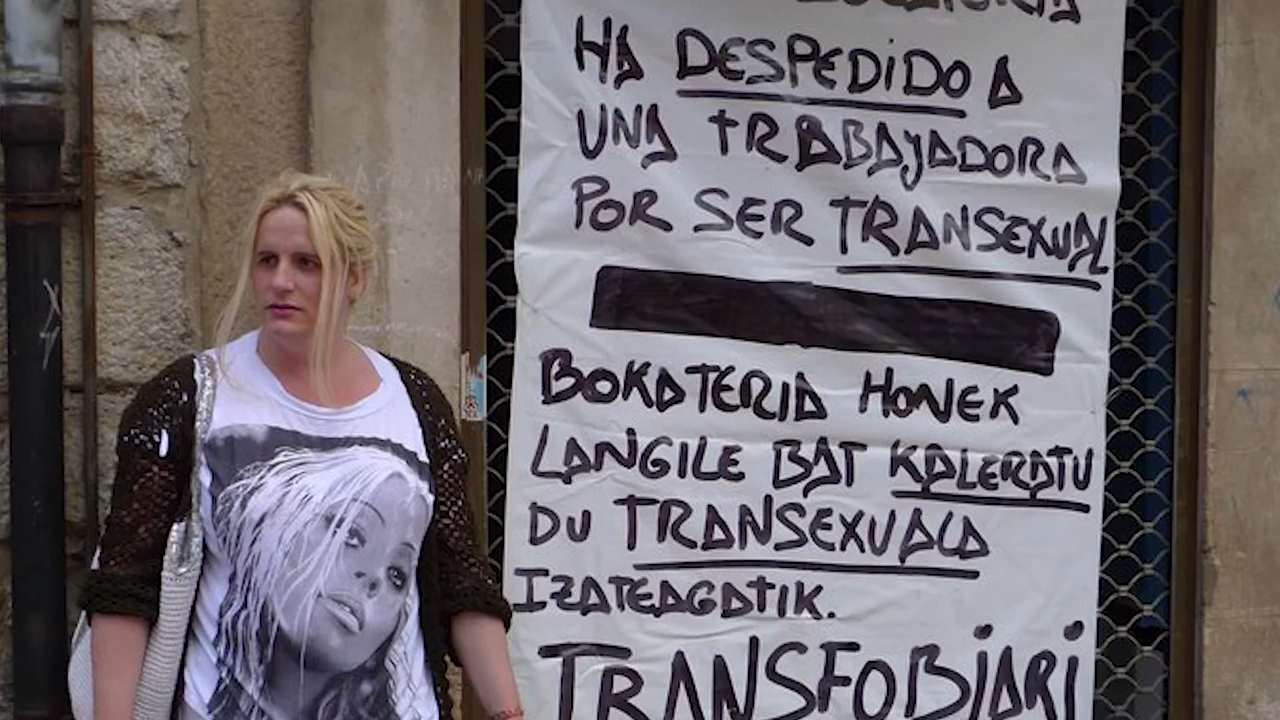 HA DESPEDIDO A
UNA TRABAJADORA
POR SER TRANSEXUAL
BOKATERIA HONEK
LANGILE BAT KALERATU
DU TRANSEXUALA
IZATEAGATIK.
TRANSFOBIARI